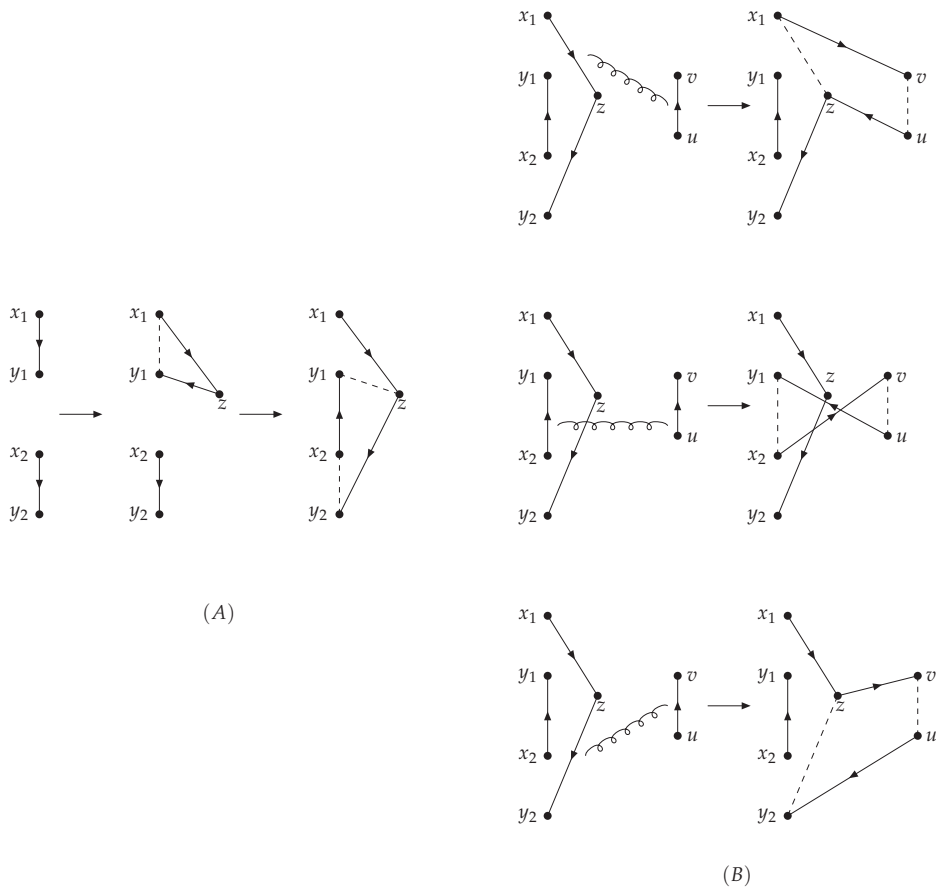 x1 x1
y1 v y1 v
z z
x2 u x2 u
y2 y2
x1 x1 x1
y1 y1 z y1 z
x2 x2 x2
y2 y2 y2
(A)
x1 x1
y1 z v y1 z v
x2 u x2 u
y2 y2
x1 x1
y1 v y1 v
z z
x2 u x2 u
y2 y2
(B)